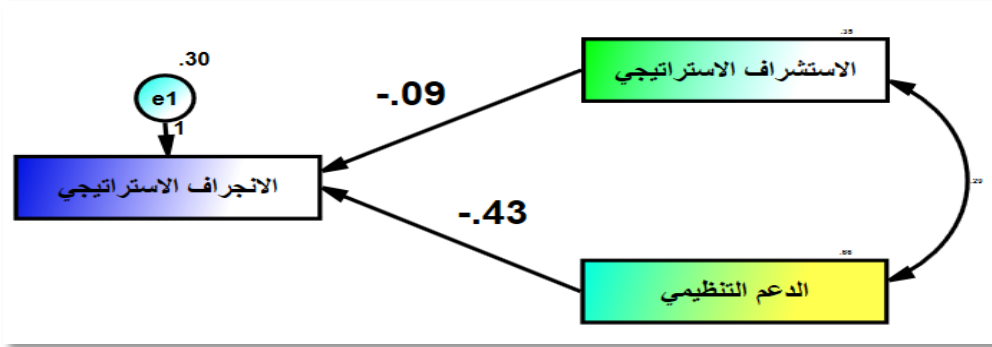 .30
e1
1
الانجراف الاستراتيجي
-.09
-.43
الاستشراف الاستراتيجي
الدعم التنظيمي